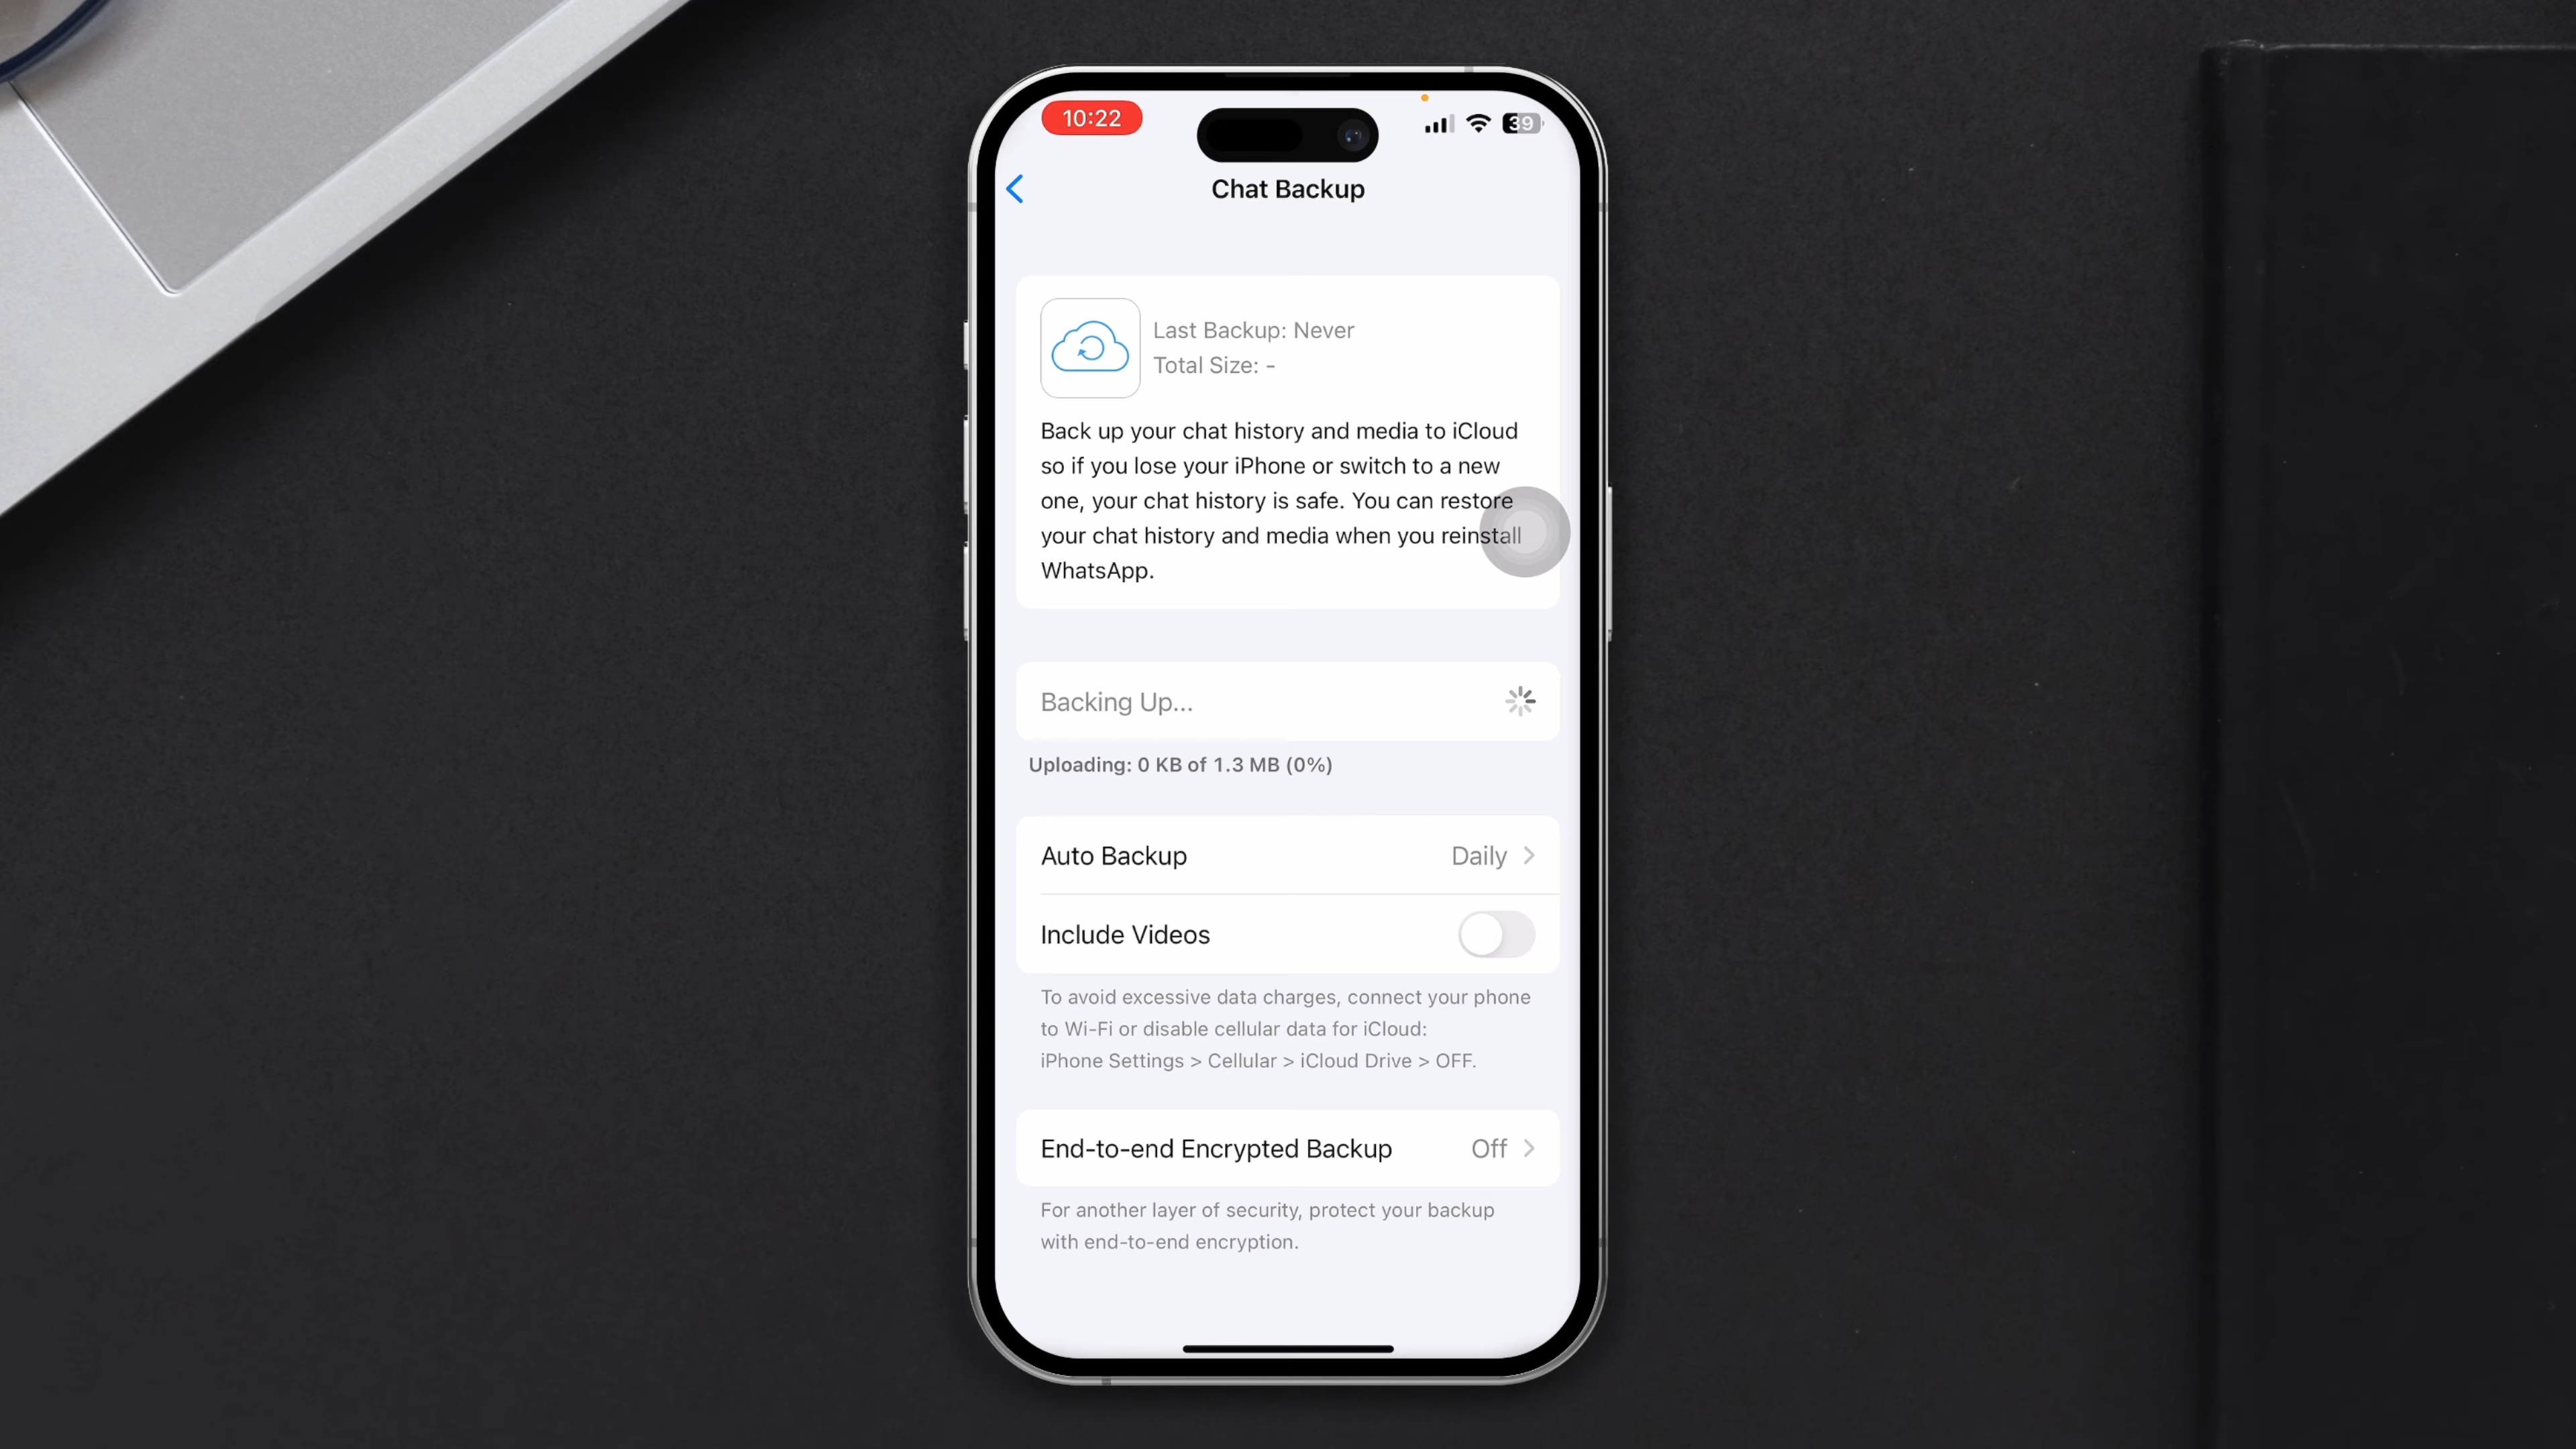 10:22
39
Chat Backup
Last Backup: Never
Total Size: -
Back up your chat history and media to iCloud
so if you lose your iPhone or switch to a new
one, your chat history is safe. You can restore
your chat history and media when you reinstall
WhatsApp.
Backing Up...
Uploading: 0 KB of 1.3 MB (0%)
Auto Backup Daily
Include Videos
To avoid excessive data charges, connect your phone
to Wi-Fi or disable cellular data for iCloud:
iPhone Settings > Cellular > iCloud Drive > OFF.
End-to-end Encrypted Backup Off
For another layer of security, protect your backup
with end-to-end encryption.